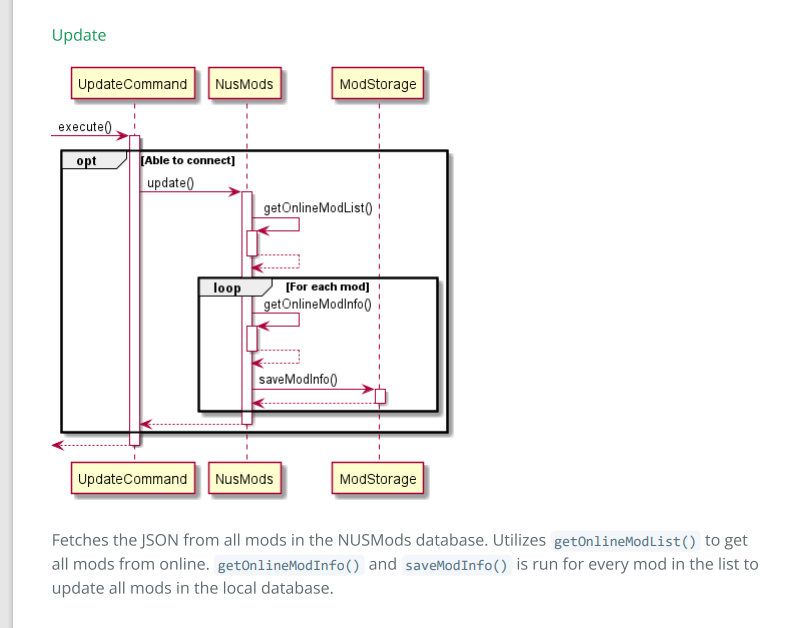 Update
UpdateCommand NusMods ModStorage
execute()
opt [Able to connect]
update()
getOnlineModList()
loop [For each mod]
getOnlineModInfo()
saveModInfo()
UpdateCommand NusMods ModStorage
Fetches the JSON from all mods in the NUSMods database. Utilizes getOnlineModList() to get
all mods from online. getOnlineModInfo() and saveModInfo() is run for every mod in the list to
update all mods in the local database.